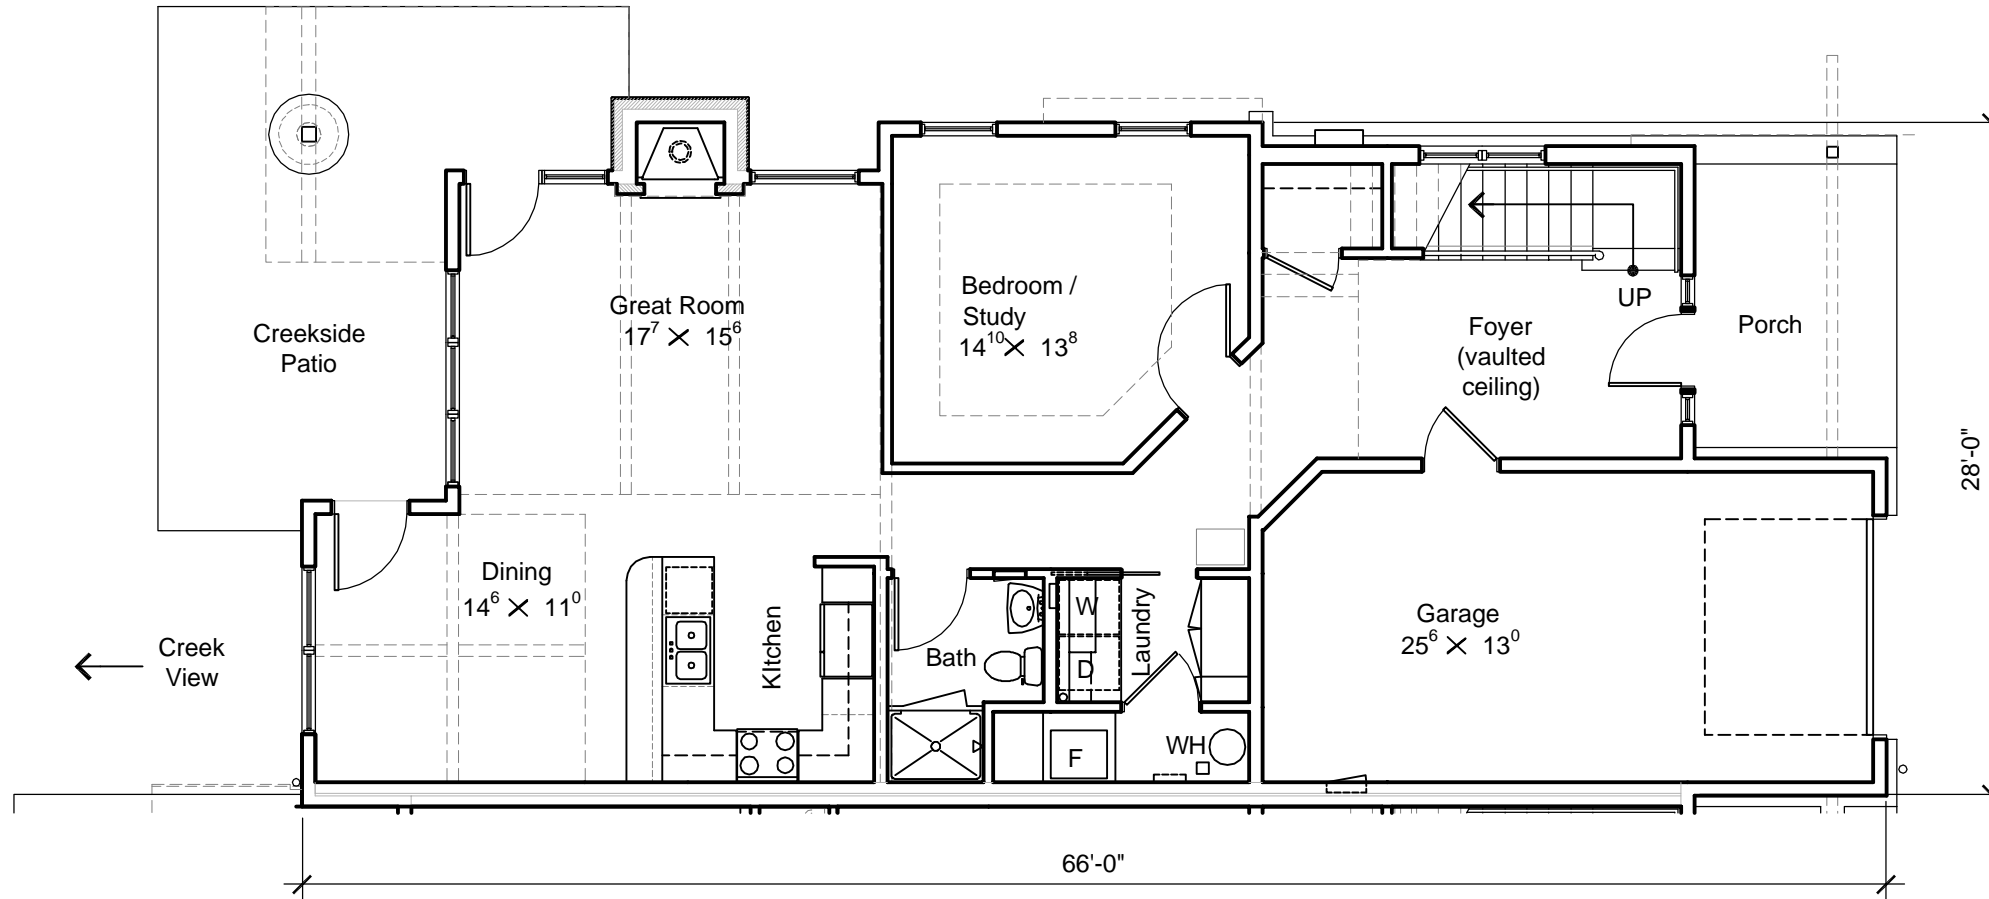 Great Room
17⁷ X 15⁶
Bedroom /
Study
14¹⁰ X 13⁸
UP
Foyer
(vaulted
ceiling)
Porch
Creekside
Patio
28'-0"
Dining
14⁶ X 11⁰
KItchen
Bath
W
D
Laundry
Garage
25⁶ X 13⁰
Creek
View
F
WH
66'-0"